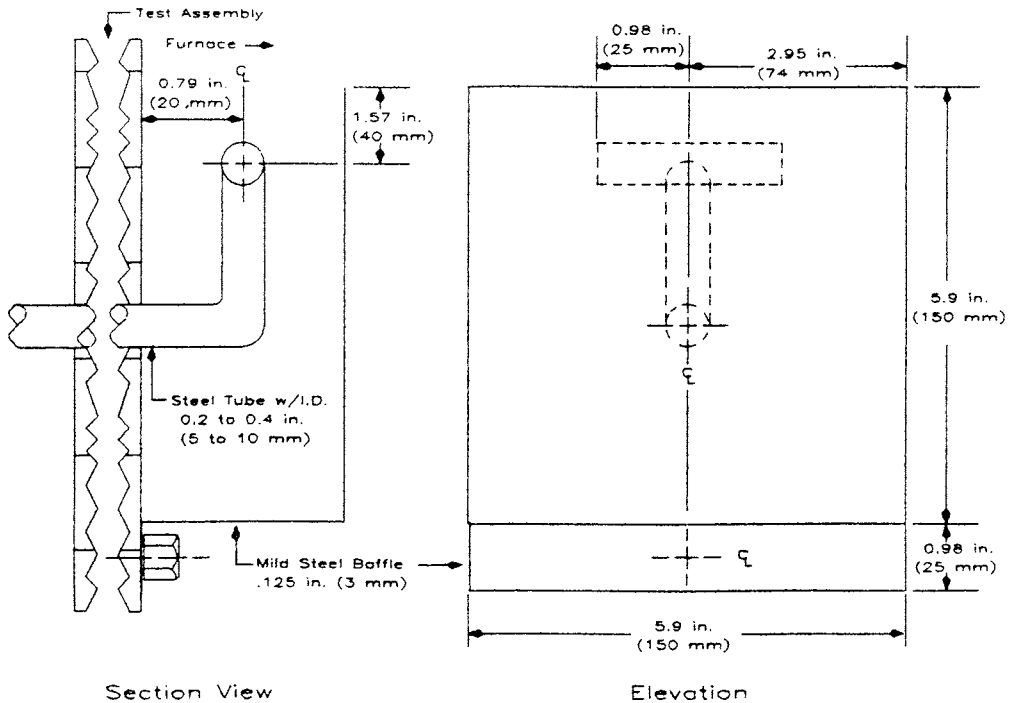 Test Assembly
Furnace
℄
0.79 in.
(20 mm)
1.57 in.
(40 mm)
Steel Tube w/I.D.
0.2 to 0.4 in.
(5 to 10 mm)
Mild Steel Baffle
.125 in. (3 mm)
Section View
0.98 in.
(25 mm)
2.95 in.
(74 mm)
5.9 in.
(150 mm)
℄
℄
0.98 in.
(25 mm)
5.9 in.
(150 mm)
Elevation